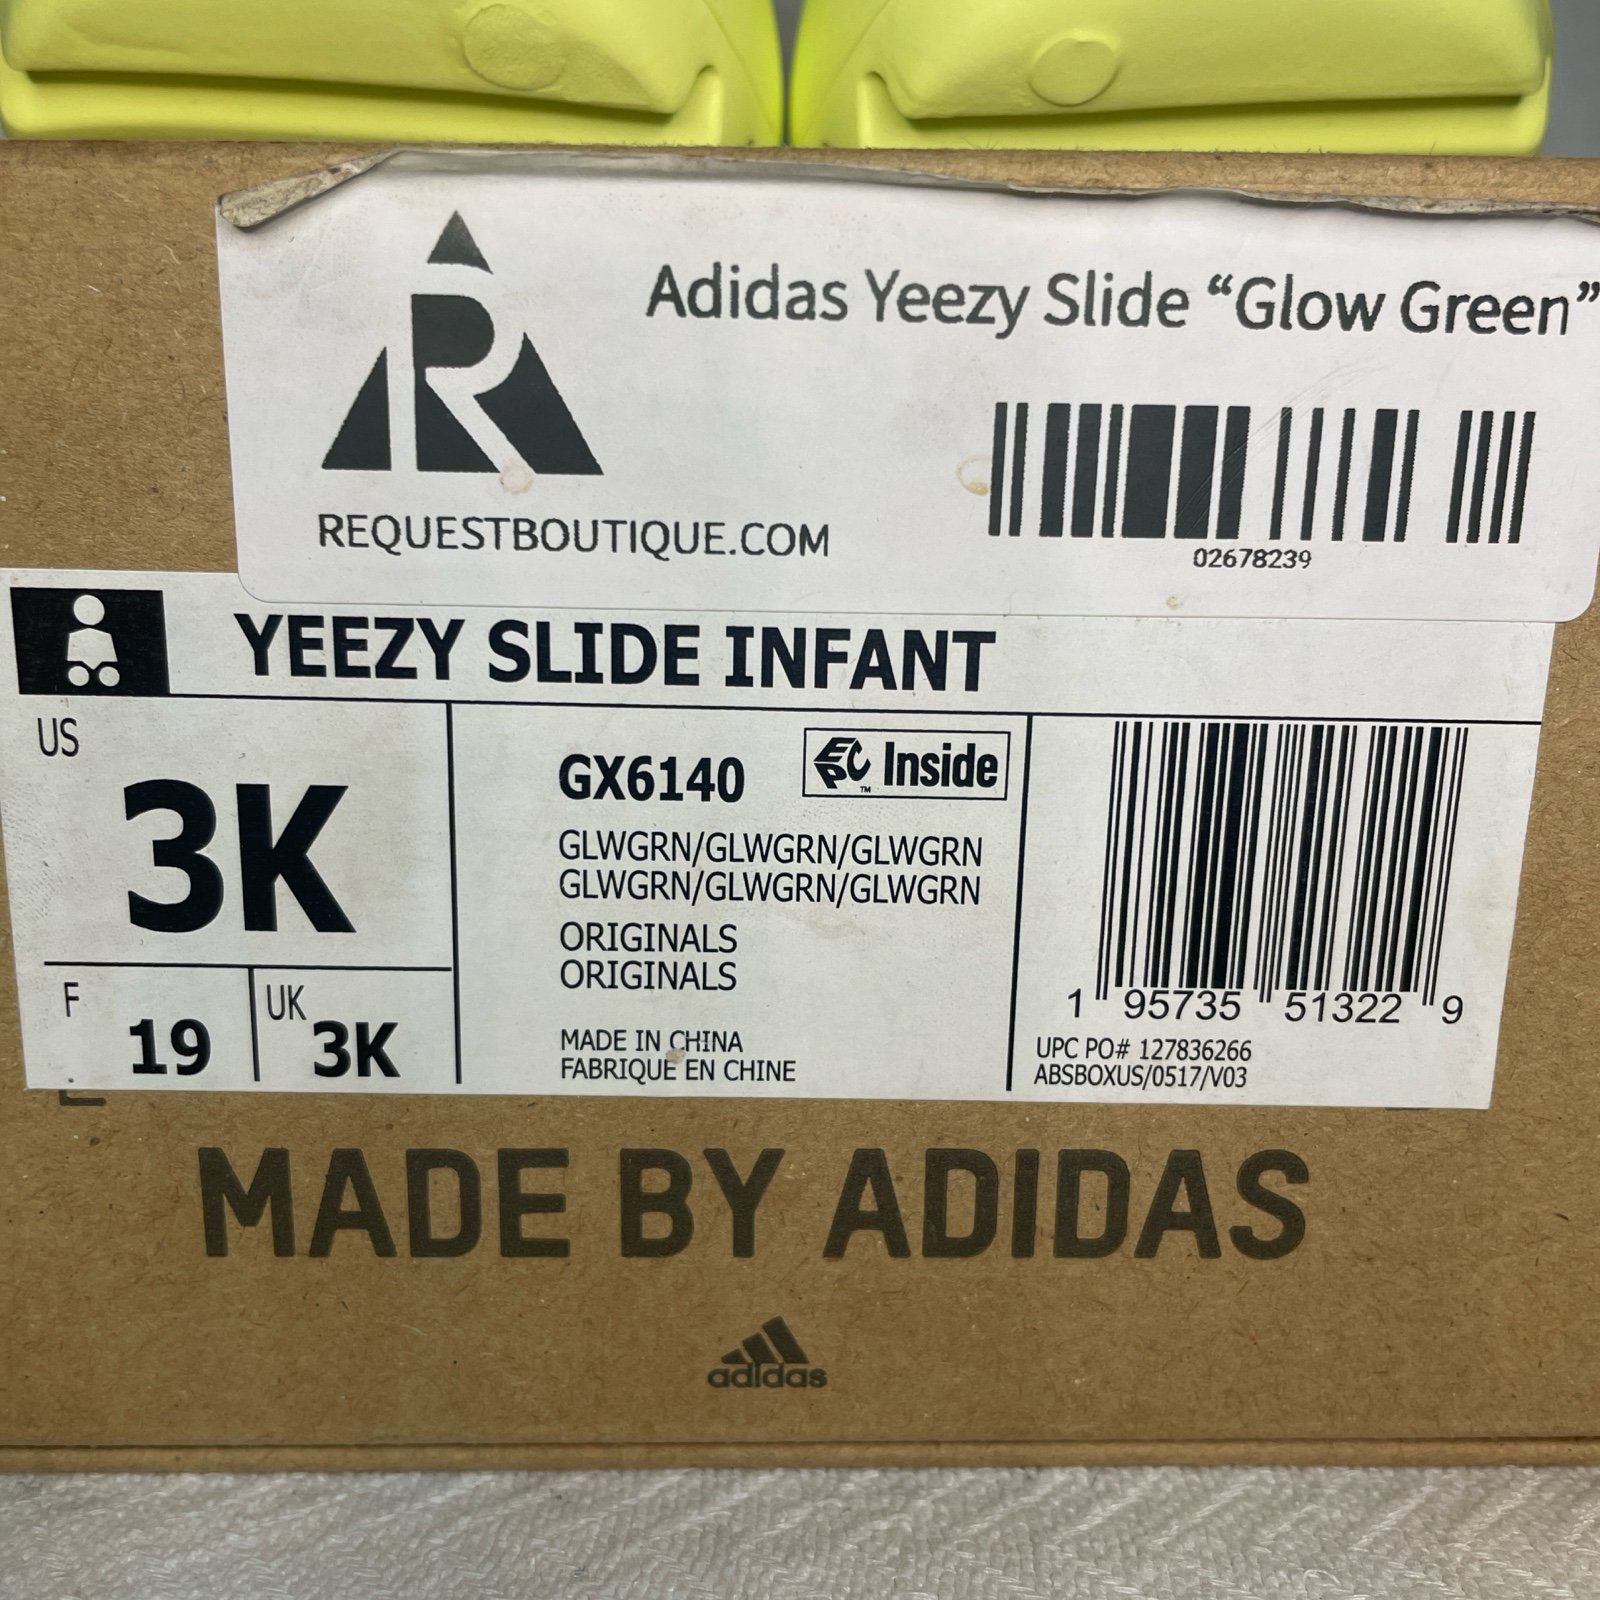 Adidas Yeezy Slide “Glow Green”
R
REQUESTBOUTIQUE.COM
02678239
YEEZY SLIDE INFANT
US
3K
F
19
UK
3K
GX6140
EPC Inside
TM
GLWGRN/GLWGRN/GLWGRN
GLWGRN/GLWGRN/GLWGRN
ORIGINALS
ORIGINALS
MADE IN CHINA
FABRIQUE EN CHINE
1 95735 51322 9
UPC PO# 127836266
ABSBOXUS/0517/V03
MADE BY ADIDAS
adidas